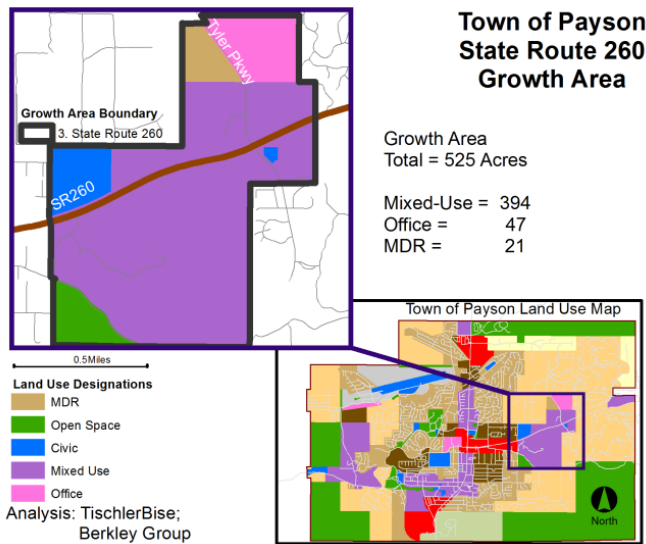 Town of Payson
State Route 260
Growth Area
Tyler Pkwy
Growth Area Boundary
3. State Route 260
SR260
Growth Area
Total = 525 Acres
Mixed-Use = 394
Office = 47
MDR = 21
0.5Miles
Land Use Designations
MDR
Open Space
Civic
Mixed Use
Office
Analysis: TischlerBise;
Berkley Group
Town of Payson Land Use Map
North